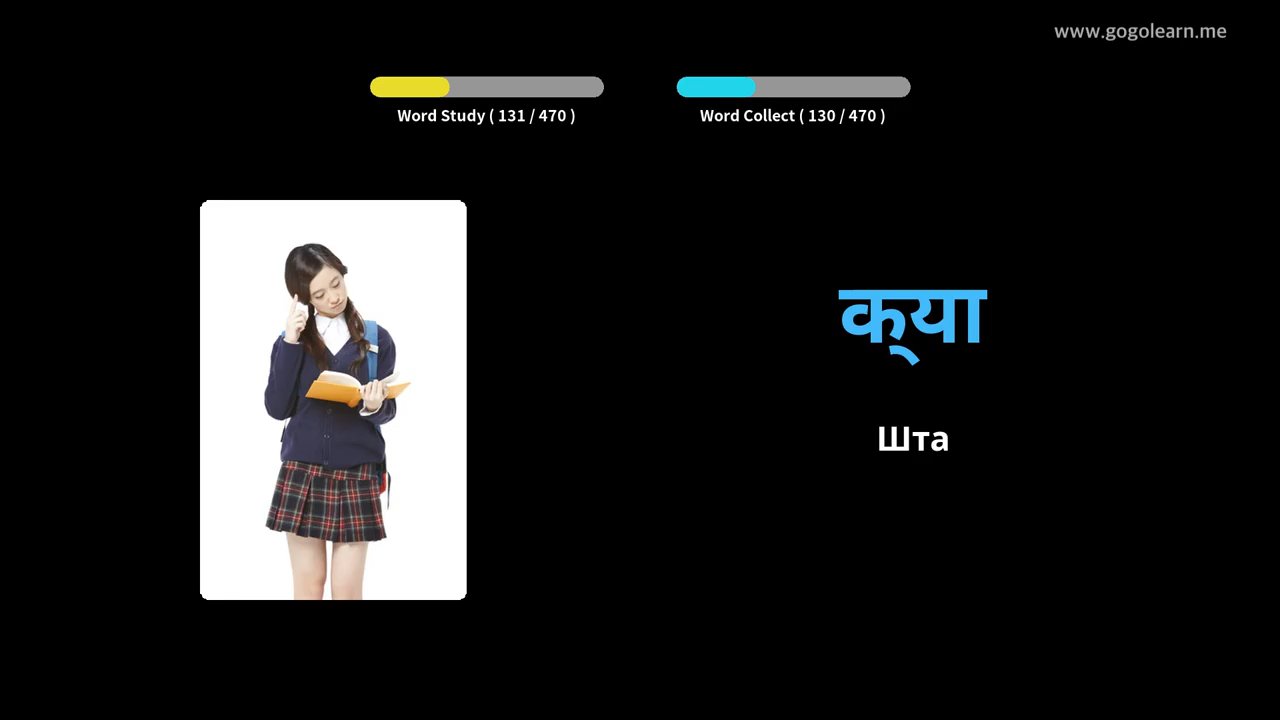 www.gogolearn.me
Word Study ( 131 / 470 )
Word Collect ( 130 / 470 )
क्या
Шта